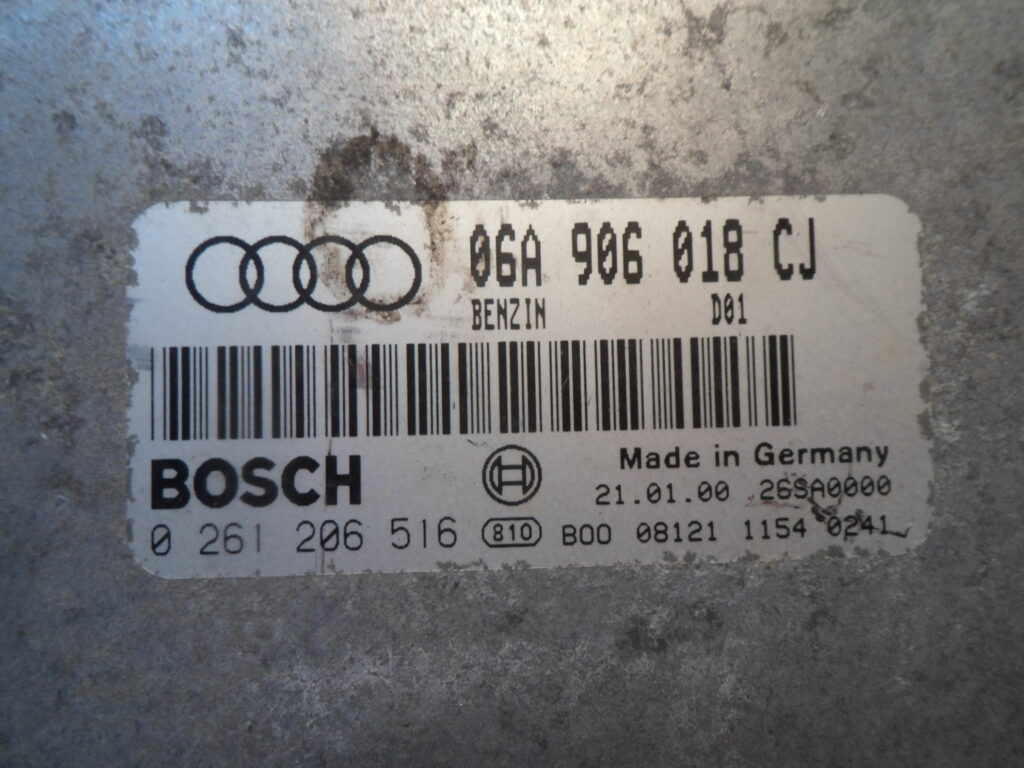 06A 906 018 CJ
BENZIN D01
BOSCH
Made in Germany
21.01.00 26SA0000
0 261 206 516 810 B00 08121 1154 0241